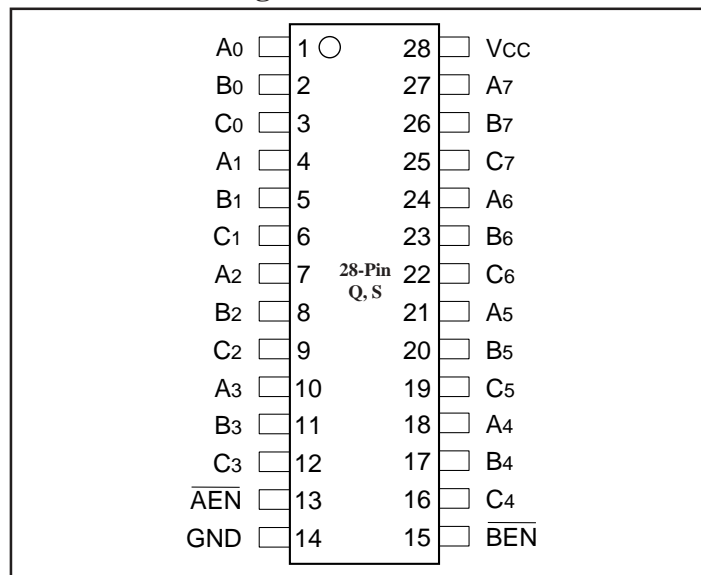 A0 1 28 VCC
B0 2 27 A7
C0 3 26 B7
A1 4 25 C7
B1 5 24 A6
C1 6 23 B6
A2 7 28-Pin 22 C6
Q, S
B2 8 21 A5
C2 9 20 B5
A3 10 19 C5
B3 11 18 A4
C3 12 17 B4
A̅E̅N̅ 13 16 C4
GND 14 15 B̅E̅N̅